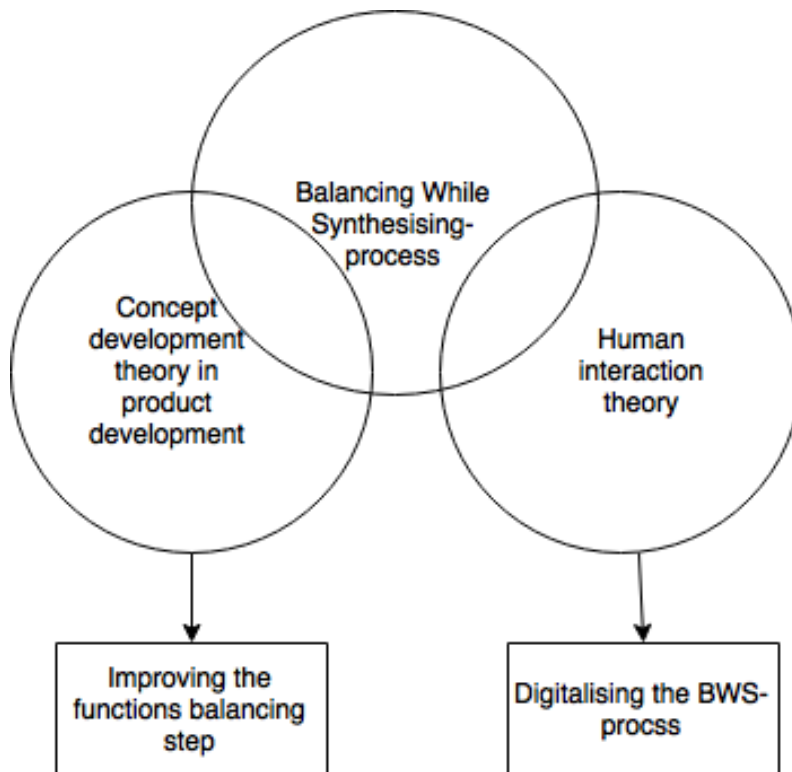 Balancing While
Synthesising-
process
Concept
development
theory in
product
development
Human
interaction
theory
Improving the
functions balancing
step
Digitalising the BWS-
procss